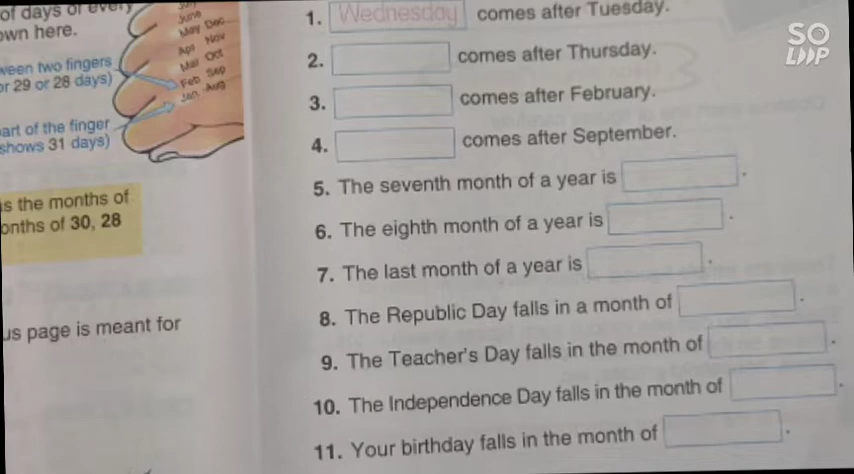 of days of every
own here.
ween two fingers
or 29 or 28 days)
art of the finger
shows 31 days)
June
May Dec
Apr Nov
Mar Oct
Feb Sep
Jan Aug
s the months of
onths of 30, 28
us page is meant for
1. Wednesday comes after Tuesday.
2. comes after Thursday.
3. comes after February.
4. comes after September.
5. The seventh month of a year is .
6. The eighth month of a year is .
7. The last month of a year is .
8. The Republic Day falls in a month of .
9. The Teacher's Day falls in the month of .
10. The Independence Day falls in the month of .
11. Your birthday falls in the month of .
SO
LOOP